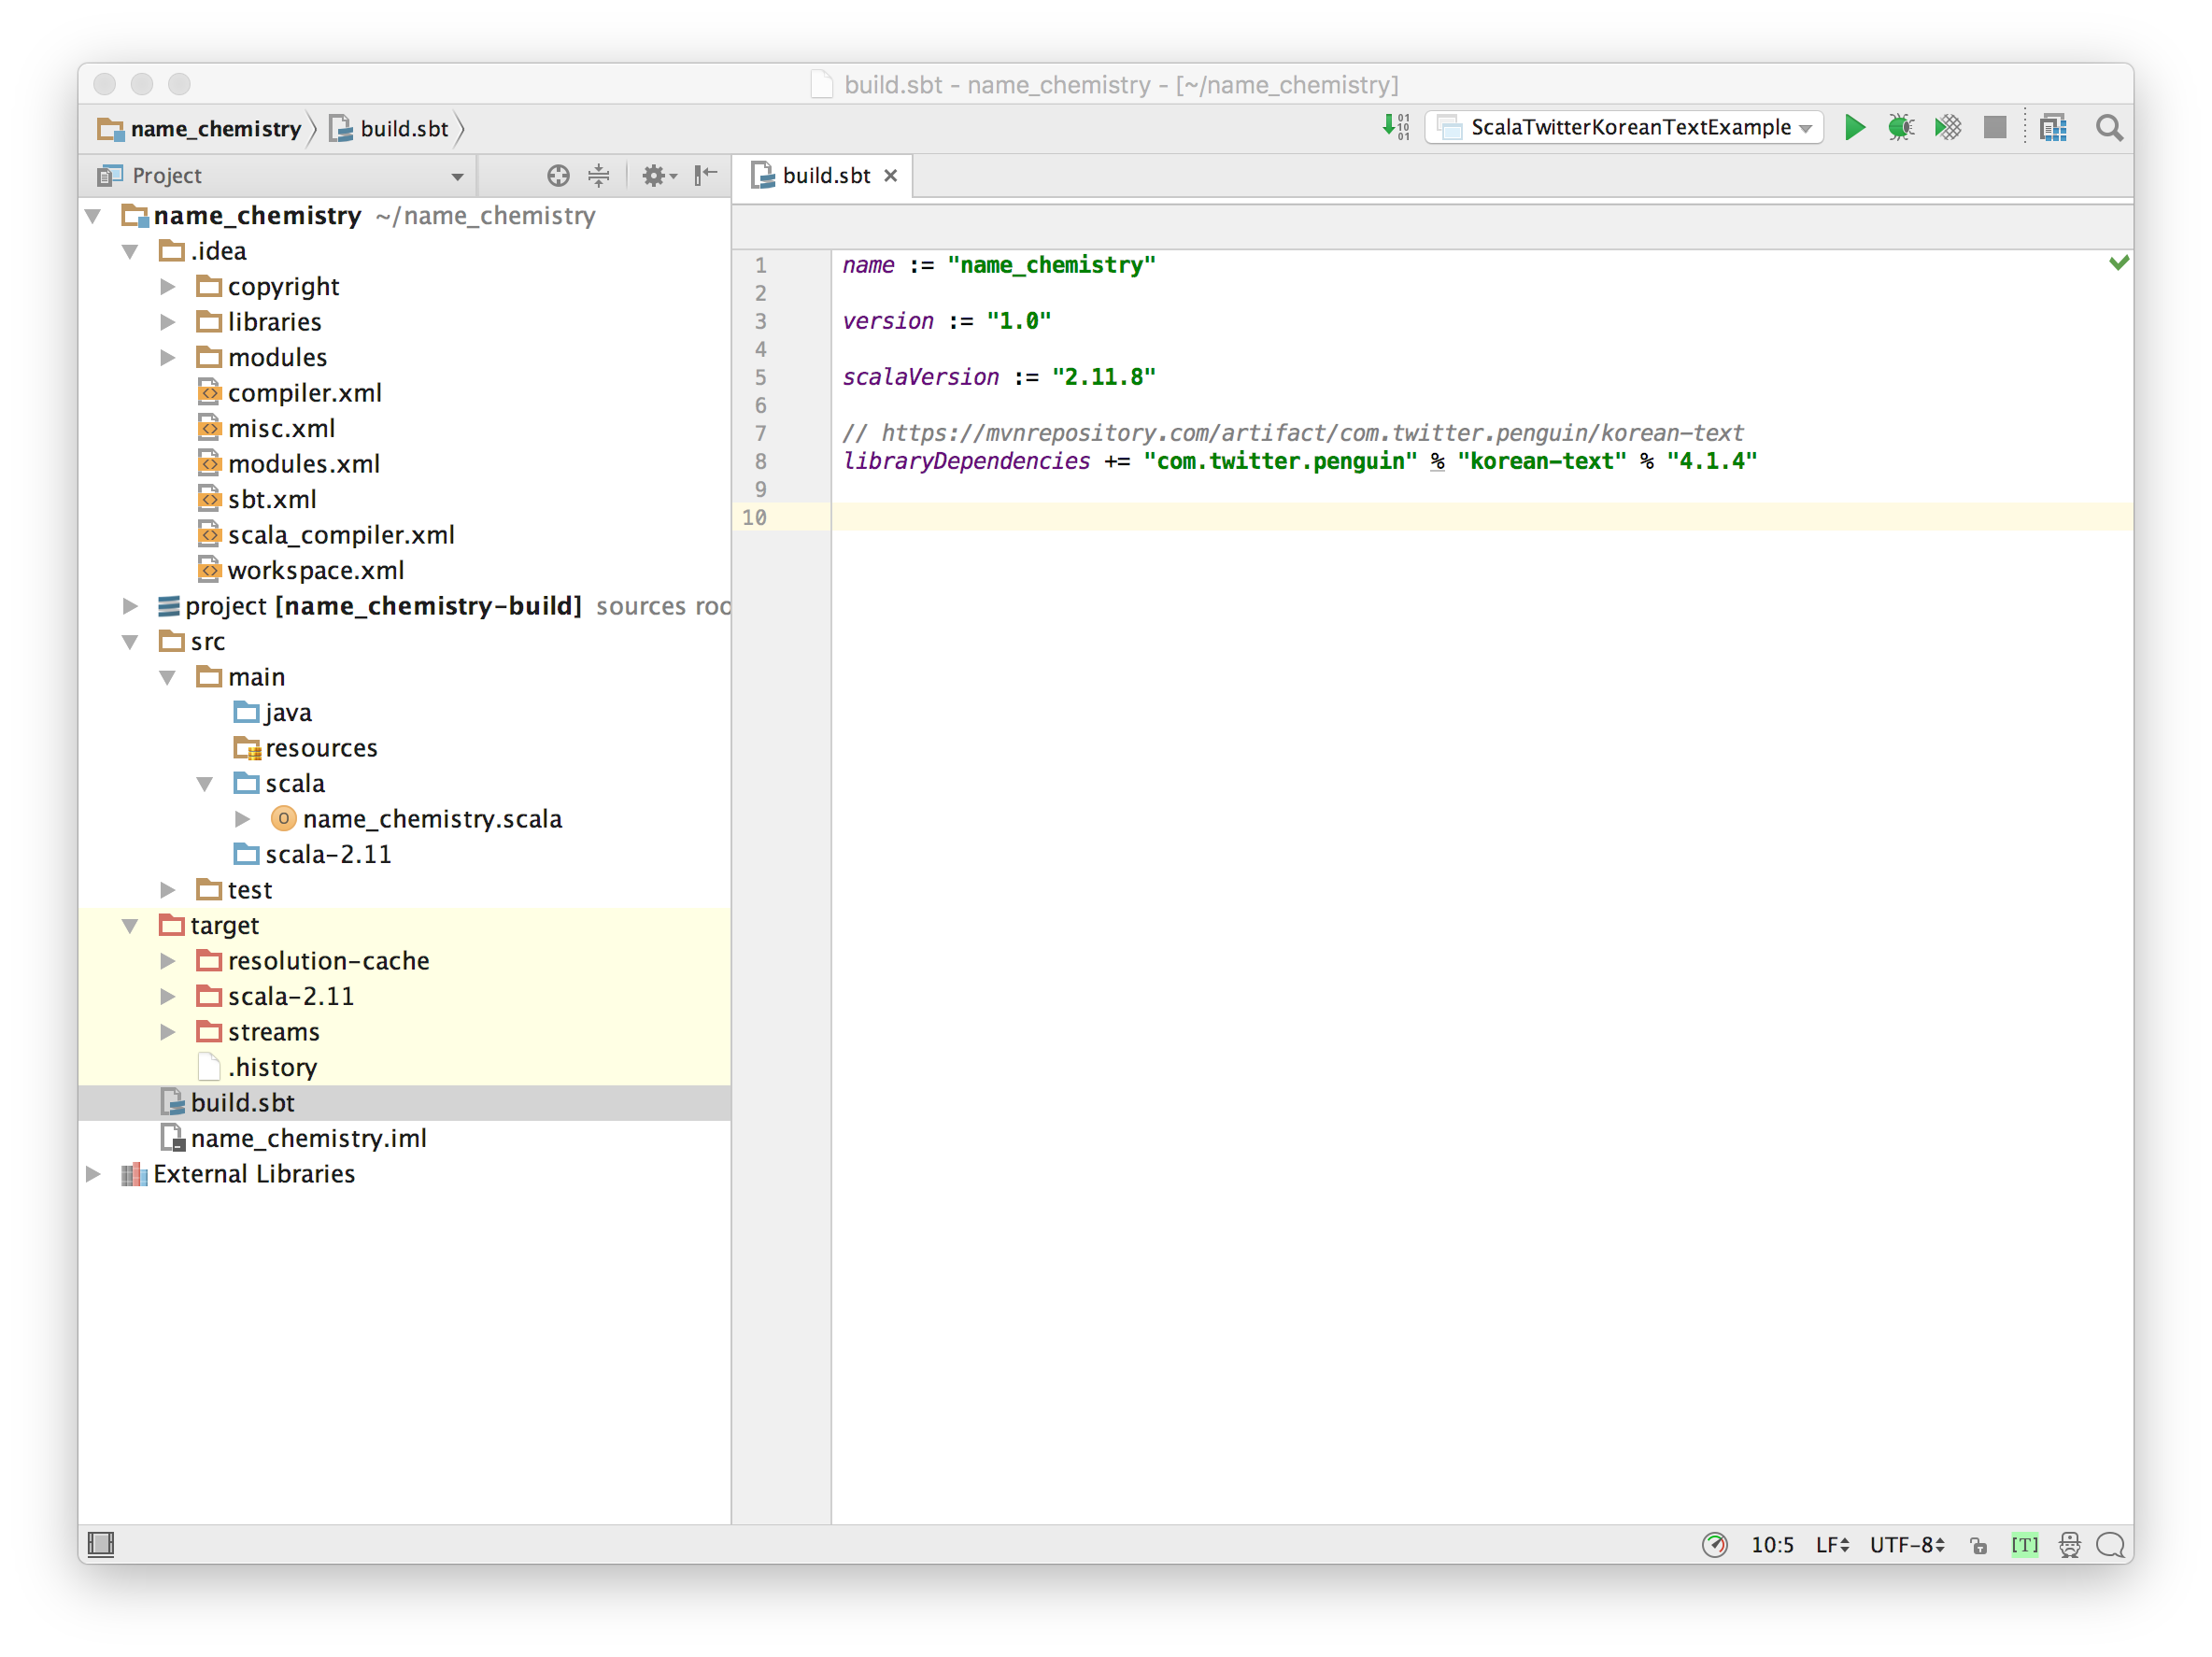 build.sbt - name_chemistry - [~/name_chemistry]
name_chemistry build.sbt ScalaTwitterKoreanTextExample
Project
build.sbt
name_chemistry ~/name_chemistry
.idea
copyright
libraries
modules
compiler.xml
misc.xml
modules.xml
sbt.xml
scala_compiler.xml
workspace.xml
project [name_chemistry-build] sources roo
src
main
java
resources
scala
name_chemistry.scala
scala-2.11
test
target
resolution-cache
scala-2.11
streams
.history
build.sbt
name_chemistry.iml
External Libraries
1 name := "name_chemistry"
2
3 version := "1.0"
4
5 scalaVersion := "2.11.8"
6
7 // https://mvnrepository.com/artifact/com.twitter.penguin/korean-text
8 libraryDependencies += "com.twitter.penguin" % "korean-text" % "4.1.4"
9
10
10:5 LF UTF-8 [T]